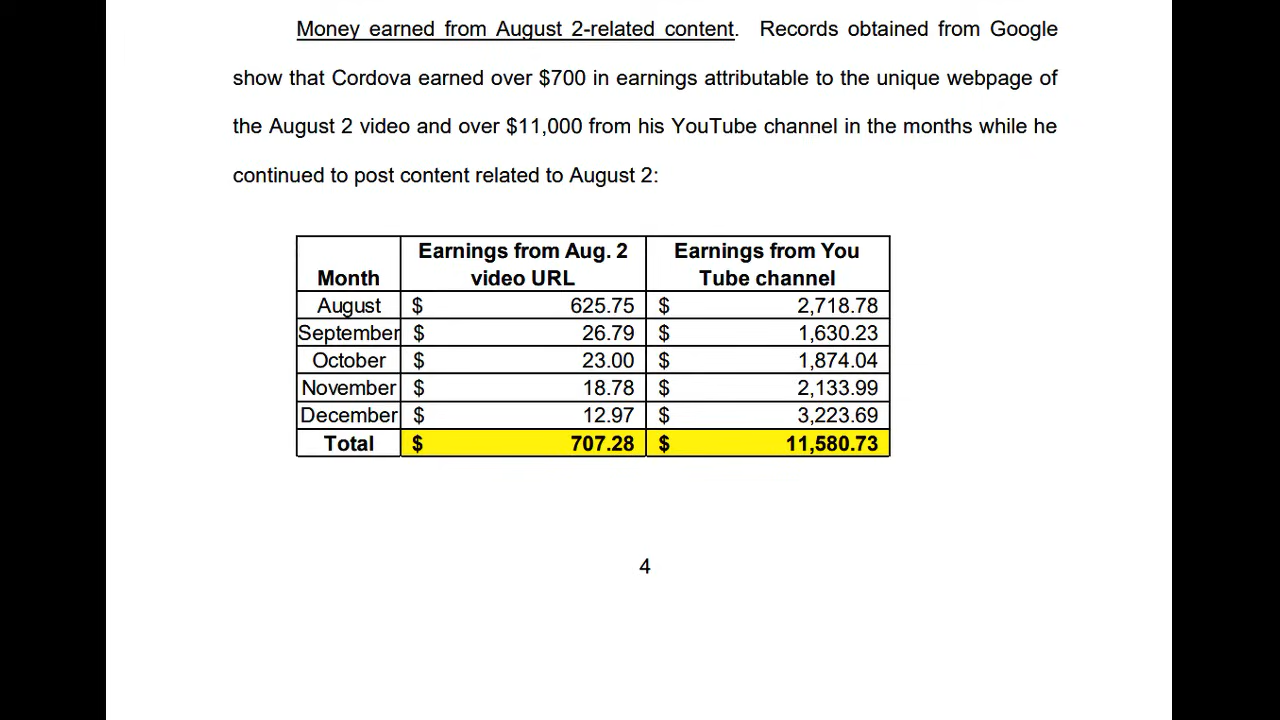 Money earned from August 2-related content. Records obtained from Google
show that Cordova earned over $700 in earnings attributable to the unique webpage of
the August 2 video and over $11,000 from his YouTube channel in the months while he
continued to post content related to August 2:
Month Earnings from Aug. 2 video URL Earnings from You Tube channel
August $ 625.75 $ 2,718.78
September $ 26.79 $ 1,630.23
October $ 23.00 $ 1,874.04
November $ 18.78 $ 2,133.99
December $ 12.97 $ 3,223.69
Total $ 707.28 $ 11,580.73
4